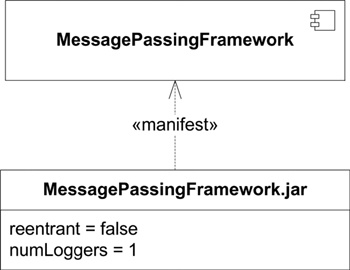 MessagePassingFramework
«manifest»
MessagePassingFramework.jar
reentrant = false
numLoggers = 1